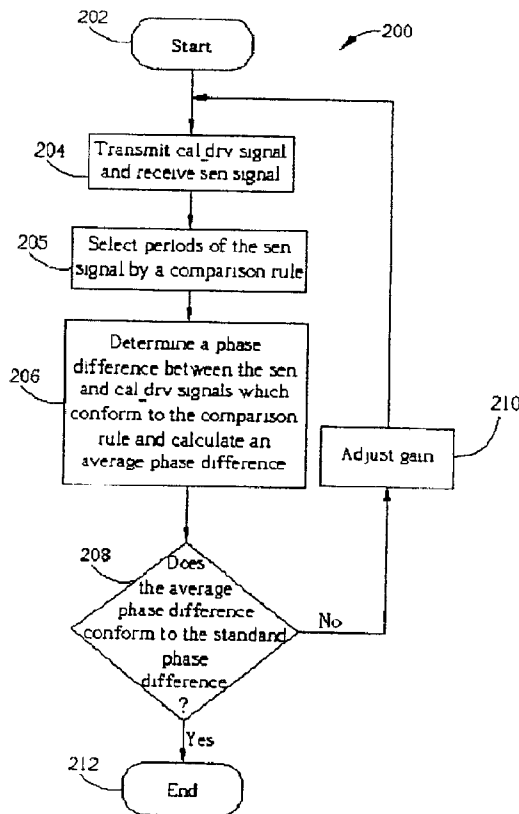 202
Start
200
204
Transmit cal_drv signal
and receive sen signal
205
Select periods of the sen
signal by a comparison rule
206
Determine a phase
difference between the sen
and cal_drv signals which
conform to the comparison
rule and calculate an
average phase difference
210
Adjust gain
208
Does
the average
phase difference
conform to the standard
phase
difference
?
No
Yes
212
End